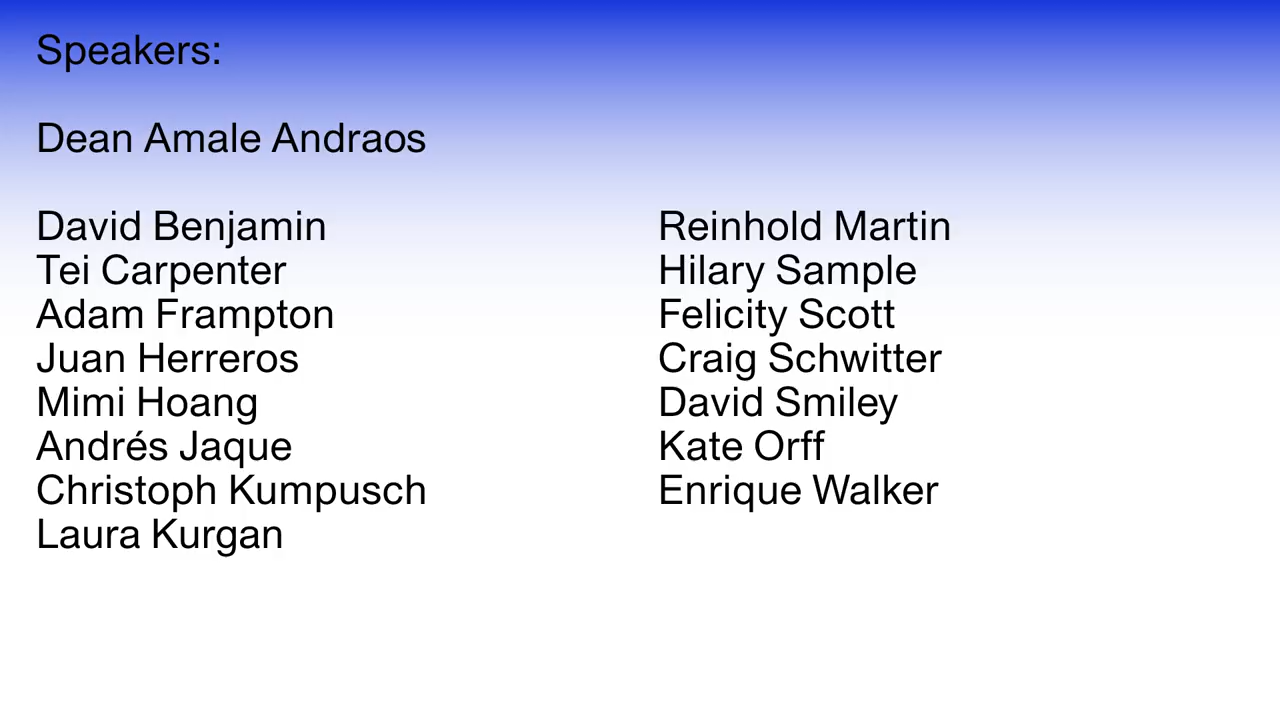 Speakers:
Dean Amale Andraos
David Benjamin
Tei Carpenter
Adam Frampton
Juan Herreros
Mimi Hoang
Andrés Jaque
Christoph Kumpusch
Laura Kurgan
Reinhold Martin
Hilary Sample
Felicity Scott
Craig Schwitter
David Smiley
Kate Orff
Enrique Walker